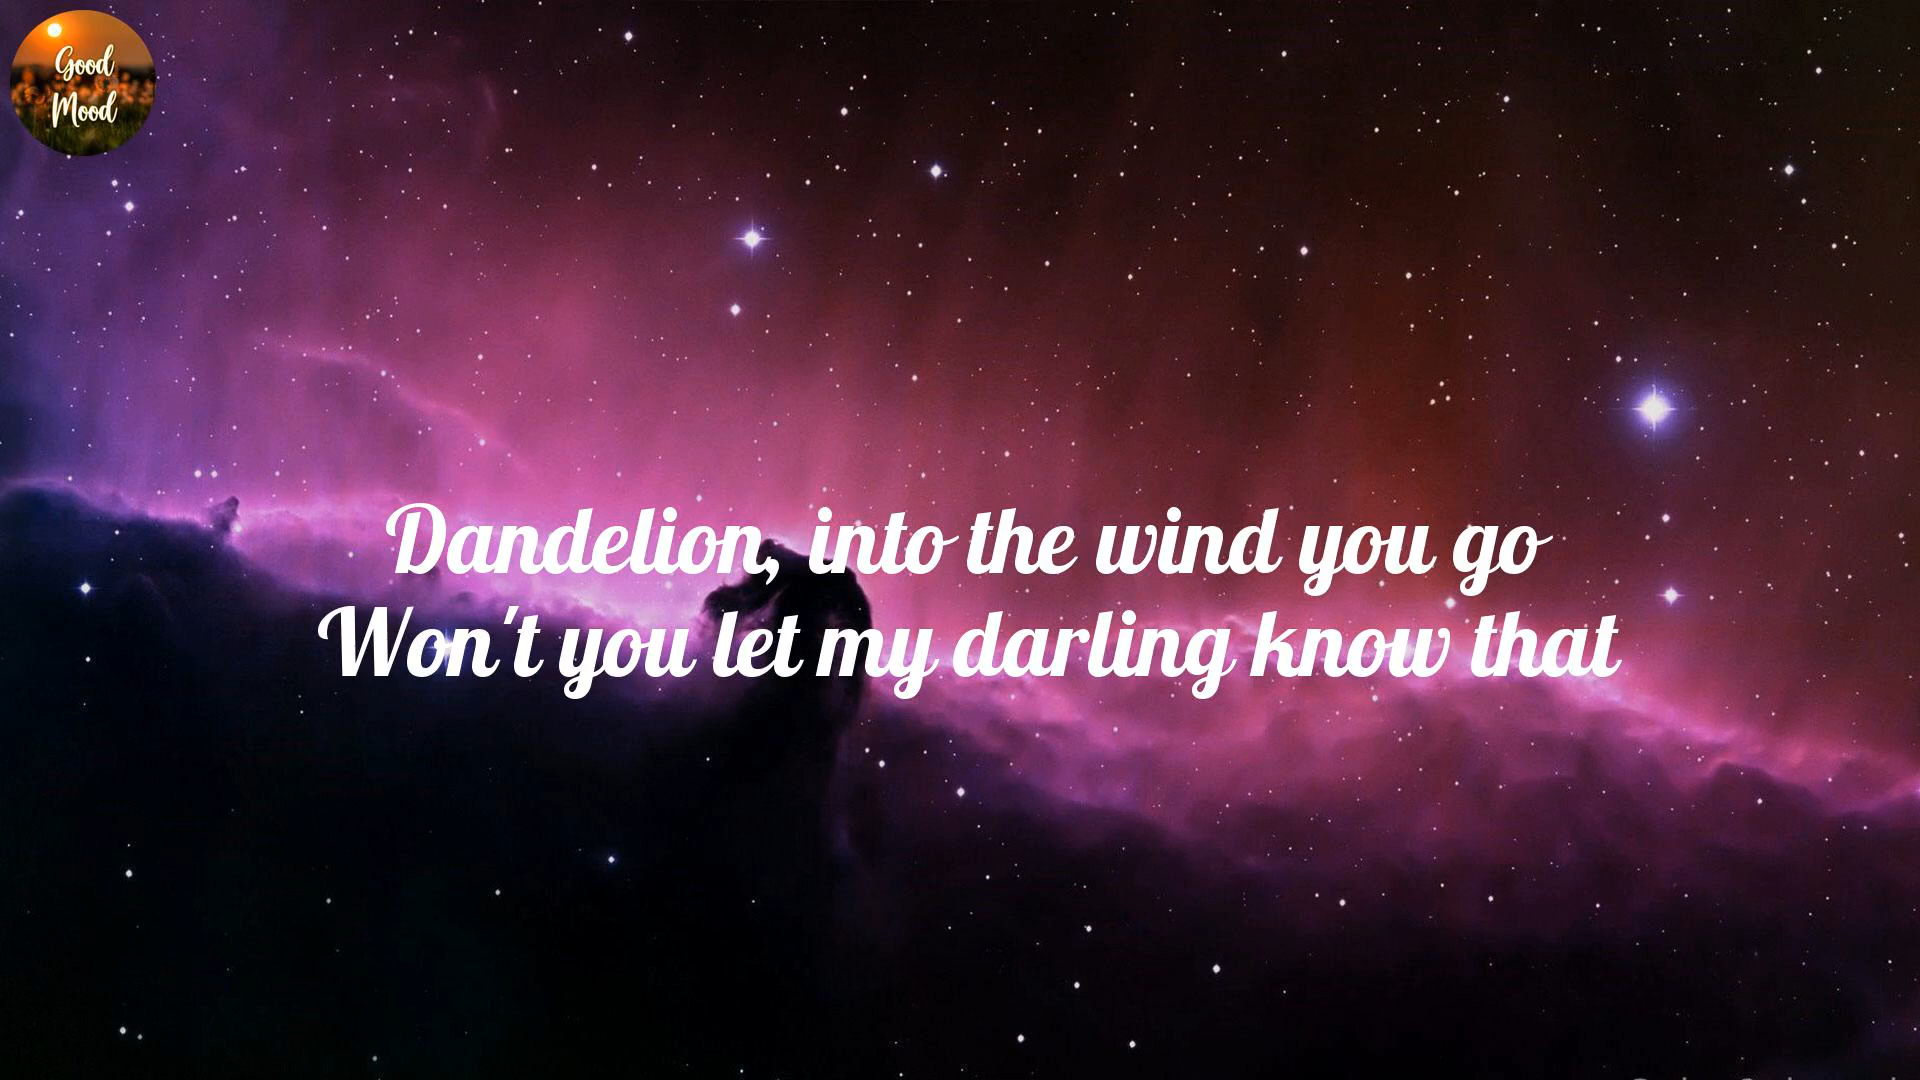 Good
Mood
Dandelion, into the wind you go
Won't you let my darling know that